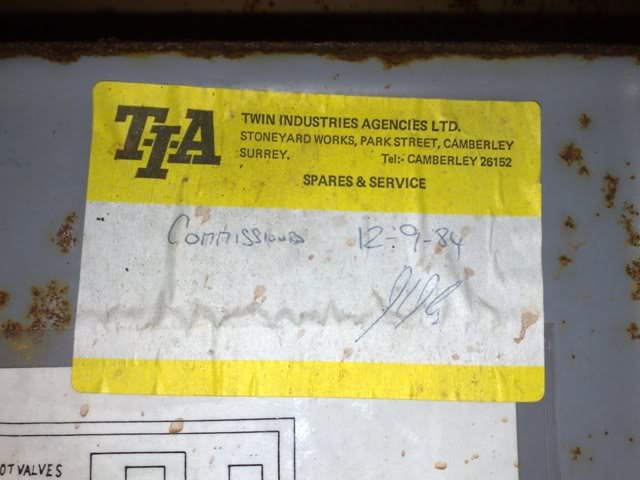 T-I-A
TWIN INDUSTRIES AGENCIES LTD.
STONEYARD WORKS, PARK STREET, CAMBERLEY
SURREY. Tel:- CAMBERLEY 26152
SPARES & SERVICE
COMMISSIONED 12-9-84
OT VALVES